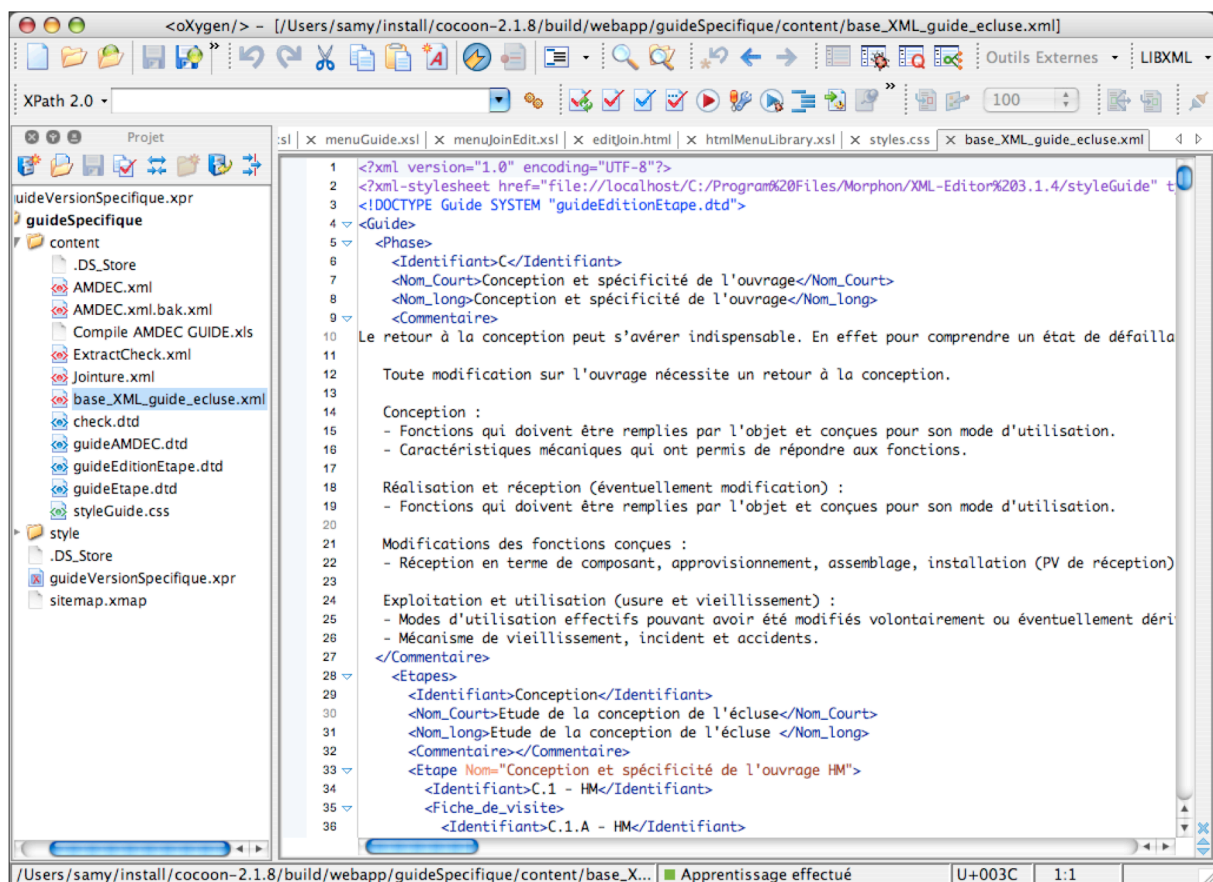 <oXygen/> – [/Users/samy/install/cocoon-2.1.8/build/webapp/guideSpecifique/content/base_XML_guide_ecluse.xml]
Outils Externes
LIBXML
XPath 2.0
100
Projet
:sl
menuGuide.xsl
menuJoinEdit.xsl
editJoin.html
htmlMenuLibrary.xsl
styles.css
base_XML_guide_ecluse.xml
uideVersionSpecifique.xpr
guideSpecifique
content
.DS_Store
AMDEC.xml
AMDEC.xml.bak.xml
Compile AMDEC GUIDE.xls
ExtractCheck.xml
Jointure.xml
base_XML_guide_ecluse.xml
check.dtd
guideAMDEC.dtd
guideEditionEtape.dtd
guideEtape.dtd
styleGuide.css
style
.DS_Store
guideVersionSpecifique.xpr
sitemap.xmap
1 <?xml version="1.0" encoding="UTF-8"?>
2 <?xml-stylesheet href="file://localhost/C:/Program%20Files/Morphon/XML-Editor%203.1.4/styleGuide" t
3 <!DOCTYPE Guide SYSTEM "guideEditionEtape.dtd">
4 <Guide>
5 <Phase>
6 <Identifiant>C</Identifiant>
7 <Nom_Court>Conception et spécificité de l'ouvrage</Nom_Court>
8 <Nom_long>Conception et spécificité de l'ouvrage</Nom_long>
9 <Commentaire>
10 Le retour à la conception peut s’avérer indispensable. En effet pour comprendre un état de défailla
11
12 Toute modification sur l'ouvrage nécessite un retour à la conception.
13
14 Conception :
15 - Fonctions qui doivent être remplies par l'objet et conçues pour son mode d'utilisation.
16 - Caractéristiques mécaniques qui ont permis de répondre aux fonctions.
17
18 Réalisation et réception (éventuellement modification) :
19 - Fonctions qui doivent être remplies par l'objet et conçues pour son mode d'utilisation.
20
21 Modifications des fonctions conçues :
22 - Réception en terme de composant, approvisionnement, assemblage, installation (PV de réception)
23
24 Exploitation et utilisation (usure et vieillissement) :
25 - Modes d'utilisation effectifs pouvant avoir été modifiés volontairement ou éventuellement déri
26 - Mécanisme de vieillissement, incident et accidents.
27 </Commentaire>
28 <Etapes>
29 <Identifiant>Conception</Identifiant>
30 <Nom_Court>Etude de la conception de l'écluse</Nom_Court>
31 <Nom_long>Etude de la conception de l'écluse </Nom_long>
32 <Commentaire></Commentaire>
33 <Etape Nom="Conception et spécificité de l'ouvrage HM">
34 <Identifiant>C.1 - HM</Identifiant>
35 <Fiche_de_visite>
36 <Identifiant>C.1.A - HM</Identifiant>
/Users/samy/install/cocoon-2.1.8/build/webapp/guideSpecifique/content/base_X...
Apprentissage effectué
U+003C
1:1